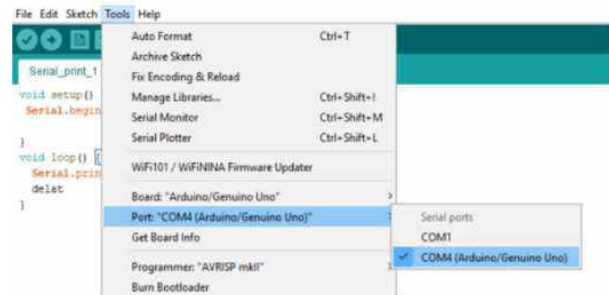 File Edit Sketch Tools Help
Auto Format Ctrl+T
Archive Sketch
Fix Encoding & Reload
Manage Libraries... Ctrl+Shift+I
Serial Monitor Ctrl+Shift+M
Serial Plotter Ctrl+Shift+L
WiFi101 / WiFiNINA Firmware Updater
Board: "Arduino/Genuino Uno"
Port: "COM4 (Arduino/Genuino Uno)"
Get Board Info
Programmer: "AVRISP mkII"
Burn Bootloader
Serial_print_1
void setup()
Serial.begin
}
void loop() {
Serial.prin
delat
}
Serial ports
COM1
COM4 (Arduino/Genuino Uno)